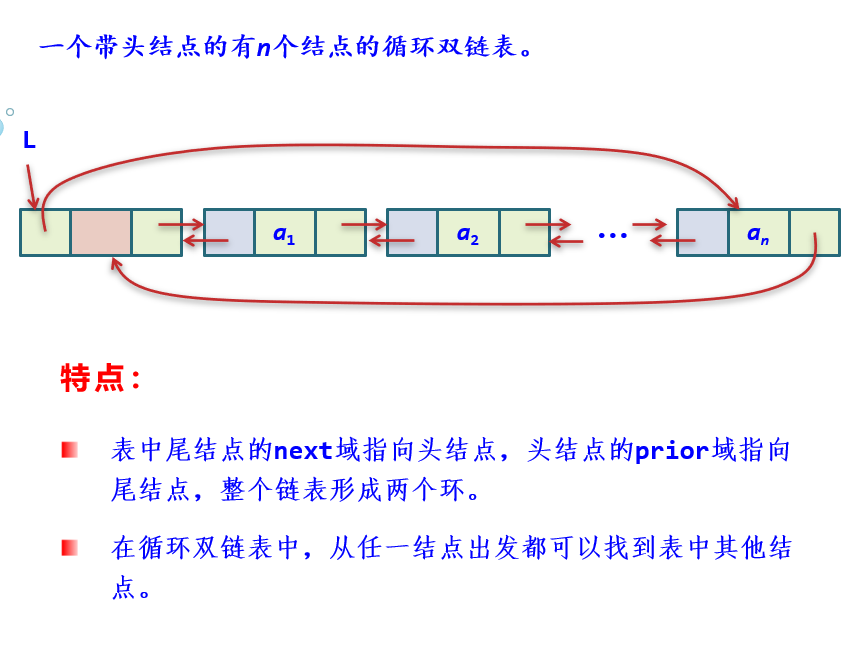 一个带头结点的有n个结点的循环双链表。
L
a1 a2 … an
特点：
表中尾结点的next域指向头结点，头结点的prior域指向
尾结点，整个链表形成两个环。
在循环双链表中，从任一结点出发都可以找到表中其他结
点。